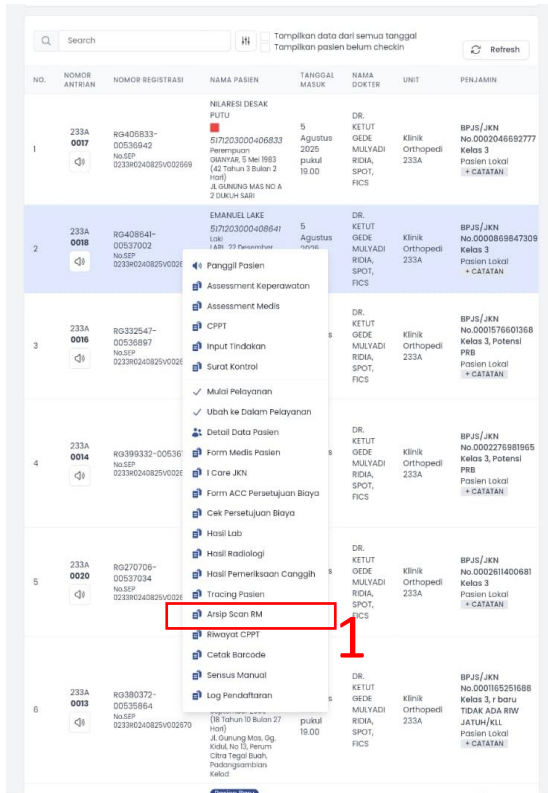 Search
Tampilkan data dari semua tanggal
Tampilkan pasien belum checkin
Refresh
NO.
NOMOR
ANTRIAN
NOMOR REGISTRASI
NAMA PASIEN
TANGGAL
MASUK
NAMA
DOKTER
UNIT
PENJAMIN
1
233A
0017
RG406833-
00536942
No.SEP
0233R0240825V002669
NILARESI DESAK
PUTU
5171203000406833
Perempuan
GIANYAR, 5 Mei 1983
(42 Tahun 3 Bulan 2
Hari)
JL GUNUNG MAS NO A
2 DUKUH SARI
5
Agustus
2025
pukul
19.00
DR.
KETUT
GEDE
MULYADI
RIDIA,
SPOT,
FICS
Klinik
Orthopedi
233A
BPJS/JKN
No.0002046692777
Kelas 3
Pasien Lokal
+ CATATAN
2
233A
0018
RG408641-
00537002
No.SEP
0233R0240825V0026
EMANUEL LAKE
5171203000408641
Laki
LABI, 22 Desember
5
Agustus
2025
DR.
KETUT
GEDE
MULYADI
RIDIA,
SPOT,
FICS
Klinik
Orthopedi
233A
BPJS/JKN
No.0000869847309
Kelas 3
Pasien Lokal
+ CATATAN
Panggil Pasien
Assessment Keperawatan
Assessment Medis
CPPT
Input Tindakan
Surat Kontrol
Mulai Pelayanan
Ubah ke Dalam Pelayanan
Detail Data Pasien
Form Medis Pasien
I Care JKN
Form ACC Persetujuan Biaya
Cek Persetujuan Biaya
Hasil Lab
Hasil Radiologi
Hasil Pemeriksaan Canggih
Tracing Pasien
Arsip Scan RM
1
Riwayat CPPT
Cetak Barcode
Sensus Manual
Log Pendaftaran
3
233A
0016
RG332547-
00536897
No.SEP
0233R0240825V0026
s
DR.
KETUT
GEDE
MULYADI
RIDIA,
SPOT,
FICS
Klinik
Orthopedi
233A
BPJS/JKN
No.0001576601368
Kelas 3, Potensi
PRB
Pasien Lokal
+ CATATAN
4
233A
0014
RG399332-00536
No.SEP
0233R0240825V0026
s
DR.
KETUT
GEDE
MULYADI
RIDIA,
SPOT,
FICS
Klinik
Orthopedi
233A
BPJS/JKN
No.0002276981965
Kelas 3, Potensi
PRB
Pasien Lokal
+ CATATAN
5
233A
0020
RG270706-
00537034
No.SEP
0233R0240825V0026
s
DR.
KETUT
GEDE
MULYADI
RIDIA,
SPOT,
FICS
Klinik
Orthopedi
233A
BPJS/JKN
No.0002611400681
Kelas 3
Pasien Lokal
+ CATATAN
6
233A
0013
RG380372-
00535864
No.SEP
0233R0240825V002670
(18 Tahun 10 Bulan 27
Hari)
Jl. Gunung Mas, Gg.
Kidul, No 13, Perum
Citra Tegal Buah,
Padangsambian
Kelod
s
pukul
19.00
DR.
KETUT
GEDE
MULYADI
RIDIA,
SPOT,
FICS
Klinik
Orthopedi
233A
BPJS/JKN
No.0001165251688
Kelas 3, r baru
TIDAK ADA RIW
JATUH/KLL
Pasien Lokal
+ CATATAN